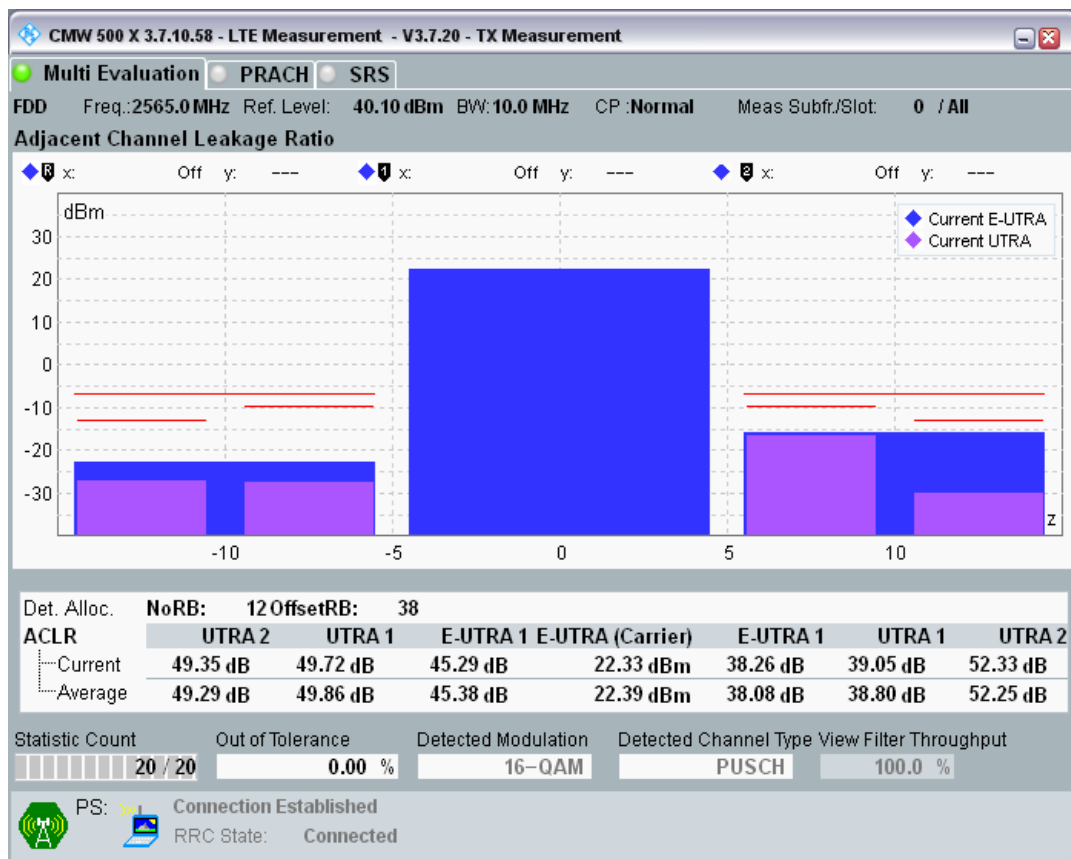 CMW 500 X 3.7.10.58 - LTE Measurement - V3.7.20 - TX Measurement
Multi Evaluation PRACH SRS
FDD Freq.:2565.0 MHz Ref. Level: 40.10 dBm BW:10.0 MHz CP :Normal Meas Subfr./Slot: 0 / All
Adjacent Channel Leakage Ratio
R x: Off y: --- 1 x: Off y: --- 2 x: Off y: ---
dBm
Current E-UTRA
Current UTRA
30
20
10
0
-10
-20
-30
z
-10 -5 0 5 10
Det. Alloc. NoRB: 12 OffsetRB: 38
ACLR UTRA 2 UTRA 1 E-UTRA 1 E-UTRA (Carrier) E-UTRA 1 UTRA 1 UTRA 2
Current 49.35 dB 49.72 dB 45.29 dB 22.33 dBm 38.26 dB 39.05 dB 52.33 dB
Average 49.29 dB 49.86 dB 45.38 dB 22.39 dBm 38.08 dB 38.80 dB 52.25 dB
Statistic Count Out of Tolerance Detected Modulation Detected Channel Type View Filter Throughput
20 / 20 0.00 % 16-QAM PUSCH 100.0 %
PS: Connection Established
RRC State: Connected